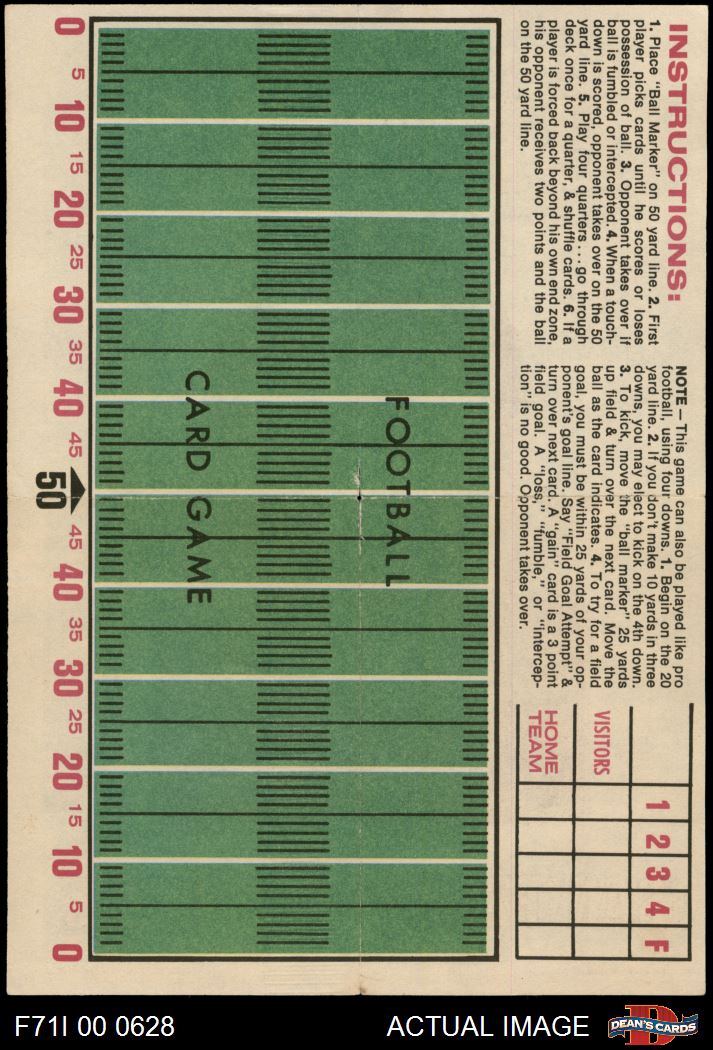 INSTRUCTIONS:
1. Place "Ball Marker" on 50 yard line. 2. First
player picks cards until he scores or loses
possession of ball. 3. Opponent takes over if
ball is fumbled or intercepted. 4. When a touch-
down is scored, opponent takes over on the 50
yard line. 5. Play four quarters...go through
deck once for a quarter, & shuffle cards. 6. If a
player is forced back beyond his own end zone,
his opponent receives two points and the ball
on the 50 yard line.
NOTE — This game can also be played like pro
football, using four downs. 1. Begin on the 20
yard line. 2. If you don't make 10 yards in three
downs, you may elect to kick on the 4th down.
3. To kick, move the "ball marker" 25 yards
up field & turn over the next card. Move the
ball as the card indicates. 4. To try for a field
goal, you must be within 25 yards of your op-
ponent's goal line. Say "Field Goal Attempt" &
turn over next card. A "gain" card is a 3 point
field goal. A "loss," "fumble," or "intercep-
tion" is no good. Opponent takes over.
1 2 3 4 F
VISITORS
HOME
TEAM
FOOTBALL
CARD GAME
0 5 10 15 20 25 30 35 40 45 50 45 40 35 30 25 20 15 10 5 0
F71I 00 0628
ACTUAL IMAGE
D
DEAN'S CARDS